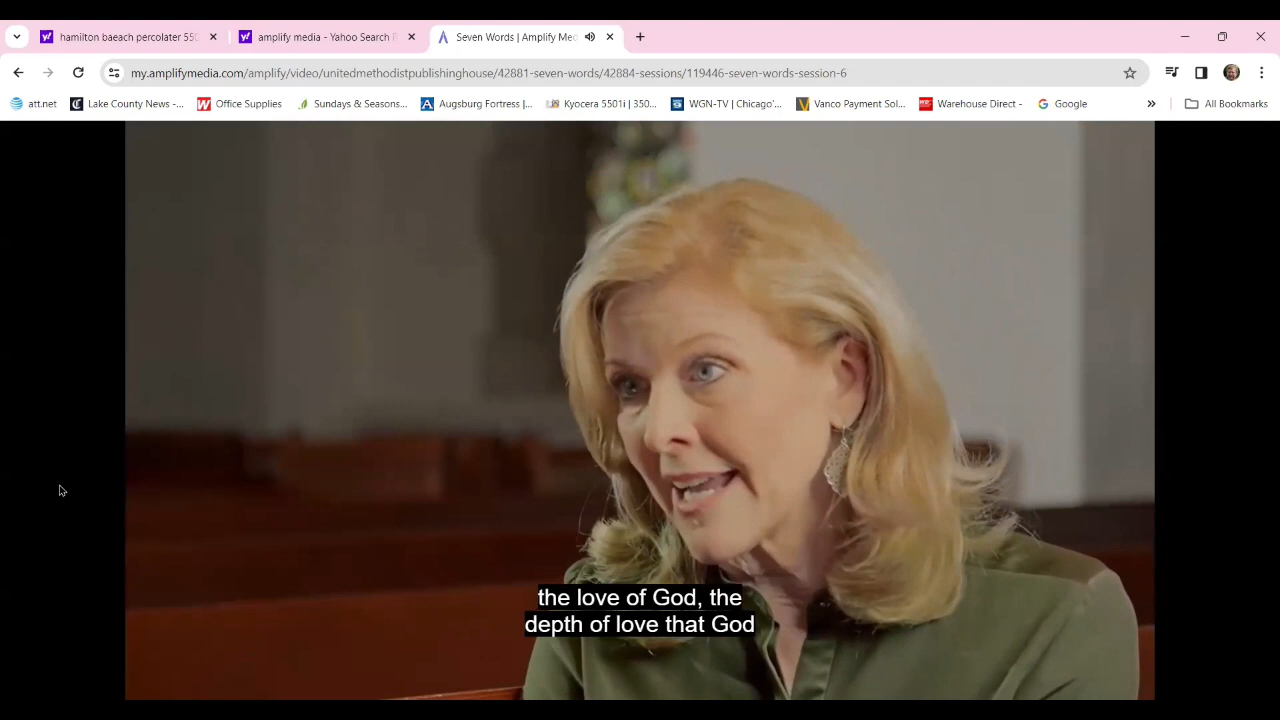 hamilton baeach percolater 550
amplify media - Yahoo Search R
Seven Words | Amplify Med
my.amplifymedia.com/amplify/video/unitedmethodistpublishinghouse/42881-seven-words/42884-sessions/119446-seven-words-session-6
att.net
Lake County News -...
Office Supplies
Sundays & Seasons...
Augsburg Fortress |...
Kyocera 5501i | 350...
WGN-TV | Chicago'...
Vanco Payment Sol...
Warehouse Direct -
Google
»
All Bookmarks
the love of God, the
depth of love that God